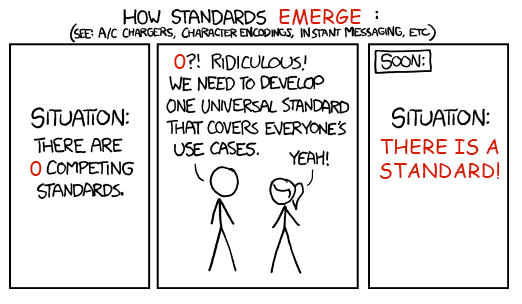 HOW STANDARDS EMERGE :
(SEE: A/C CHARGERS, CHARACTER ENCODINGS, INSTANT MESSAGING, ETC.)
SITUATION:
THERE ARE
0 COMPETING
STANDARDS.
0?! RIDICULOUS!
WE NEED TO DEVELOP
ONE UNIVERSAL STANDARD
THAT COVERS EVERYONE'S
USE CASES.
YEAH!
SOON:
SITUATION:
THERE IS A
STANDARD!